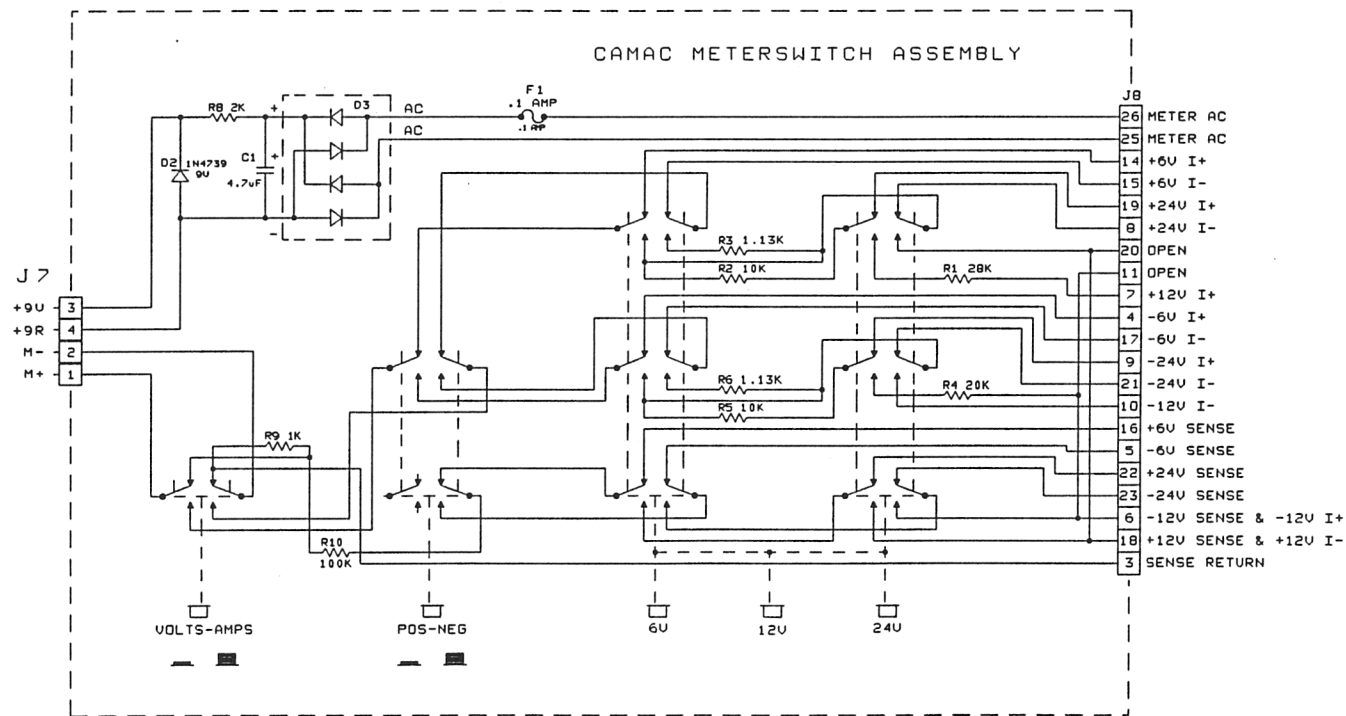 CAMAC METERSWITCH ASSEMBLY
F1
.1 AMP
.1 AMP
J8
R8 2K
+
D3
AC
AC
D2
1N4739
9V
C1
+
4.7uF
-
26 METER AC
25 METER AC
14 +6V I+
15 +6V I-
19 +24V I+
8 +24V I-
20 OPEN
11 OPEN
7 +12V I+
4 -6V I+
17 -6V I-
9 -24V I+
21 -24V I-
10 -12V I-
16 +6V SENSE
5 -6V SENSE
22 +24V SENSE
23 -24V SENSE
6 -12V SENSE & -12V I+
18 +12V SENSE & +12V I-
3 SENSE RETURN
R3 1.13K
R2 10K
R1 28K
J7
+9V 3
+9R 4
M- 2
M+ 1
R6 1.13K
R5 10K
R4 20K
R9 1K
R10
100K
VOLTS-AMPS
POS-NEG
6V
12V
24V